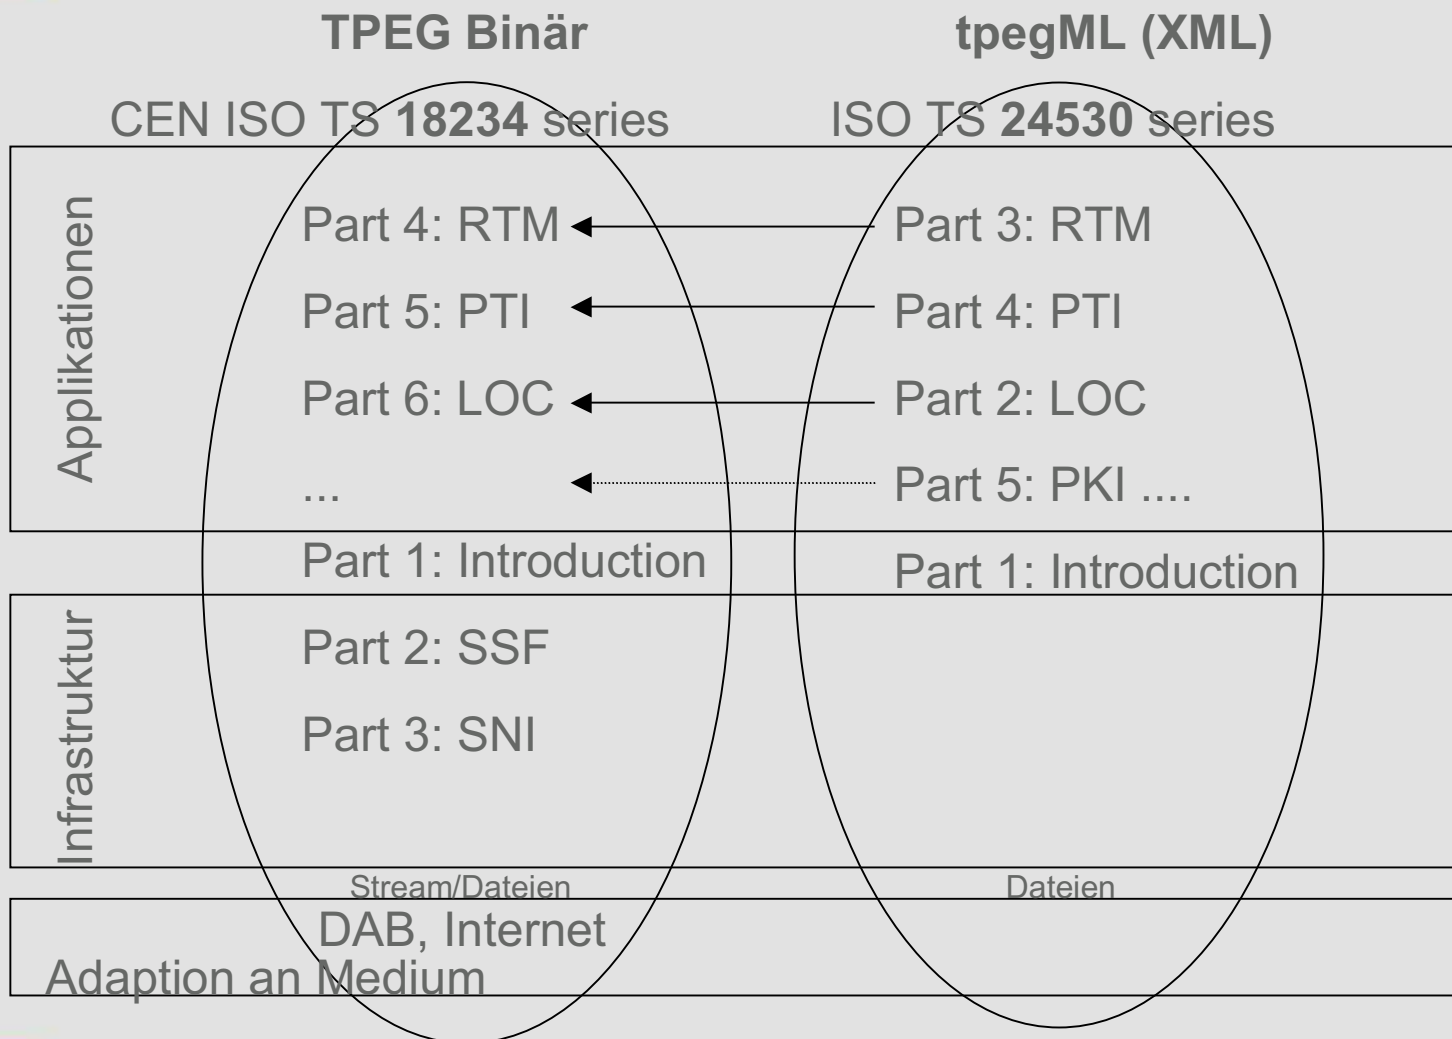 TPEG Binär
tpegML (XML)
CEN ISO TS 18234 series
ISO TS 24530 series
Applikationen
Part 4: RTM
Part 3: RTM
Part 5: PTI
Part 4: PTI
Part 6: LOC
Part 2: LOC
...
Part 5: PKI ....
Part 1: Introduction
Part 1: Introduction
Infrastruktur
Part 2: SSF
Part 3: SNI
Stream/Dateien
Dateien
DAB, Internet
Adaption an Medium